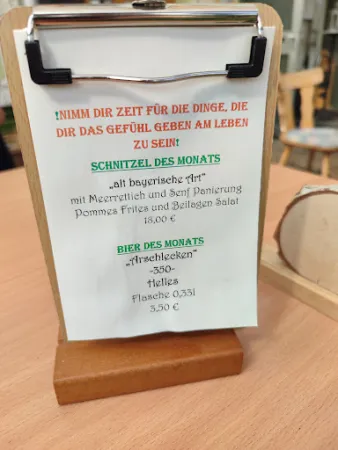 !NIMM DIR ZEIT FÜR DIE DINGE, DIE
DIR DAS GEFÜHL GEBEN AM LEBEN
ZU SEIN!
SCHNITZEL DES MONATS
„alt bayerische Art"
mit Meerrettich und Senf Panierung
Pommes Frites und Beilagen Salat
18,00 €
BIER DES MONATS
„Arschlecken"
-350-
Helles
Flasche 0,33l
3,50 €